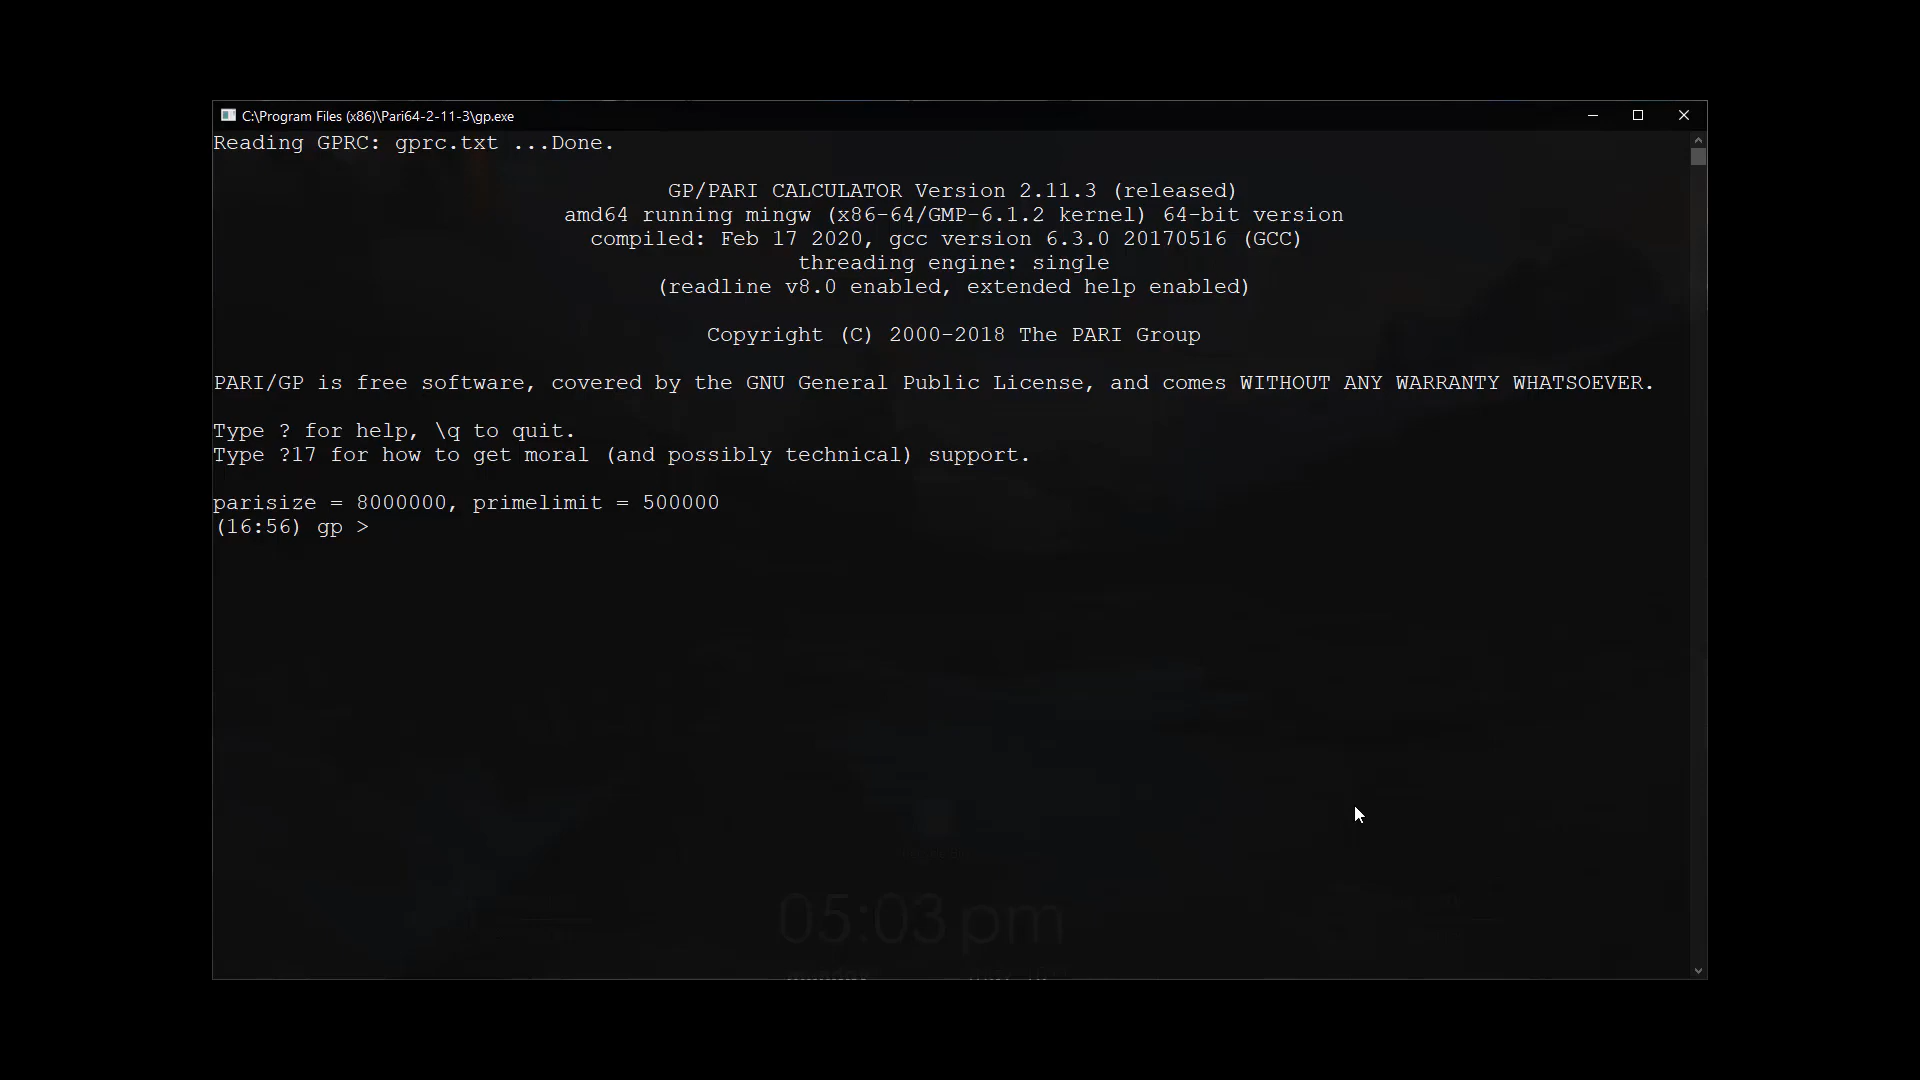 C:\Program Files (x86)\Pari64-2-11-3\gp.exe
Reading GPRC: gprc.txt ...Done.
GP/PARI CALCULATOR Version 2.11.3 (released)
amd64 running mingw (x86-64/GMP-6.1.2 kernel) 64-bit version
compiled: Feb 17 2020, gcc version 6.3.0 20170516 (GCC)
threading engine: single
(readline v8.0 enabled, extended help enabled)
Copyright (C) 2000-2018 The PARI Group
PARI/GP is free software, covered by the GNU General Public License, and comes WITHOUT ANY WARRANTY WHATSOEVER.
Type ? for help, \q to quit.
Type ?17 for how to get moral (and possibly technical) support.
parisize = 8000000, primelimit = 500000
(16:56) gp >
05:03 pm